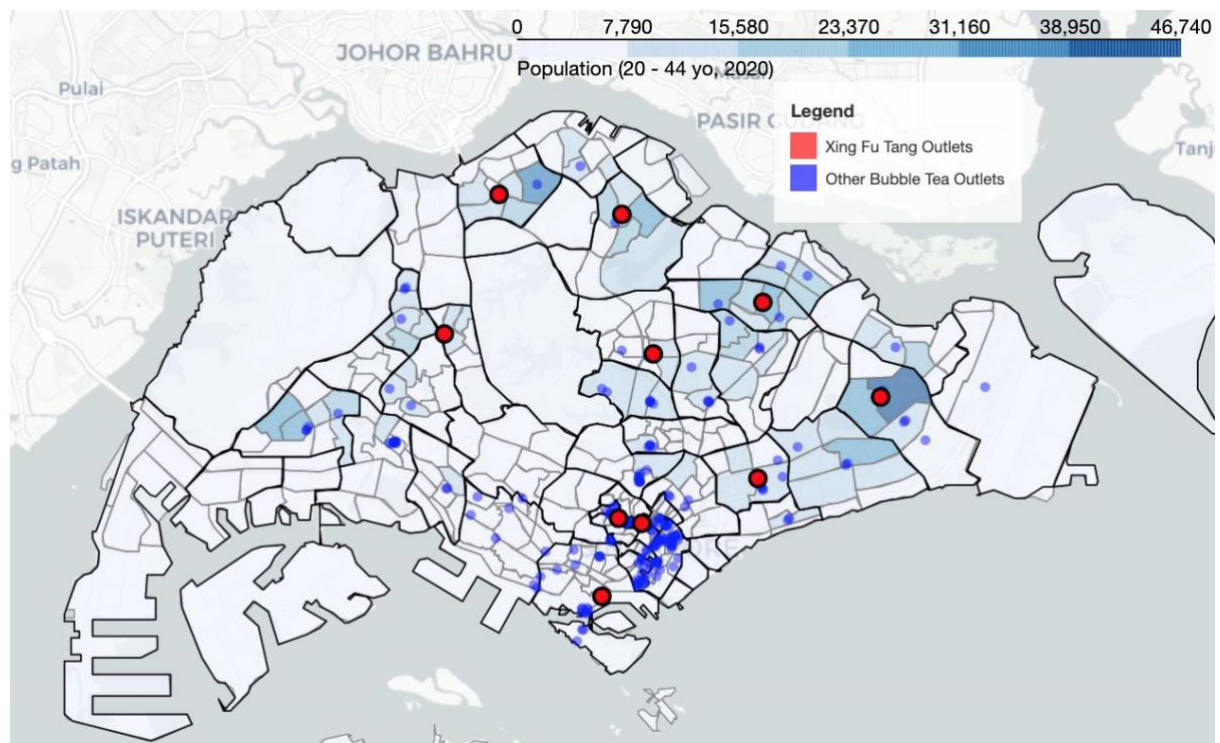 0 7,790 15,580 23,370 31,160 38,950 46,740
Population (20 - 44 yo, 2020)
JOHOR BAHRU
Pulai
PASIR
Legend
Xing Fu Tang Outlets
Other Bubble Tea Outlets
g Patah
ISKANDAR
PUTERI